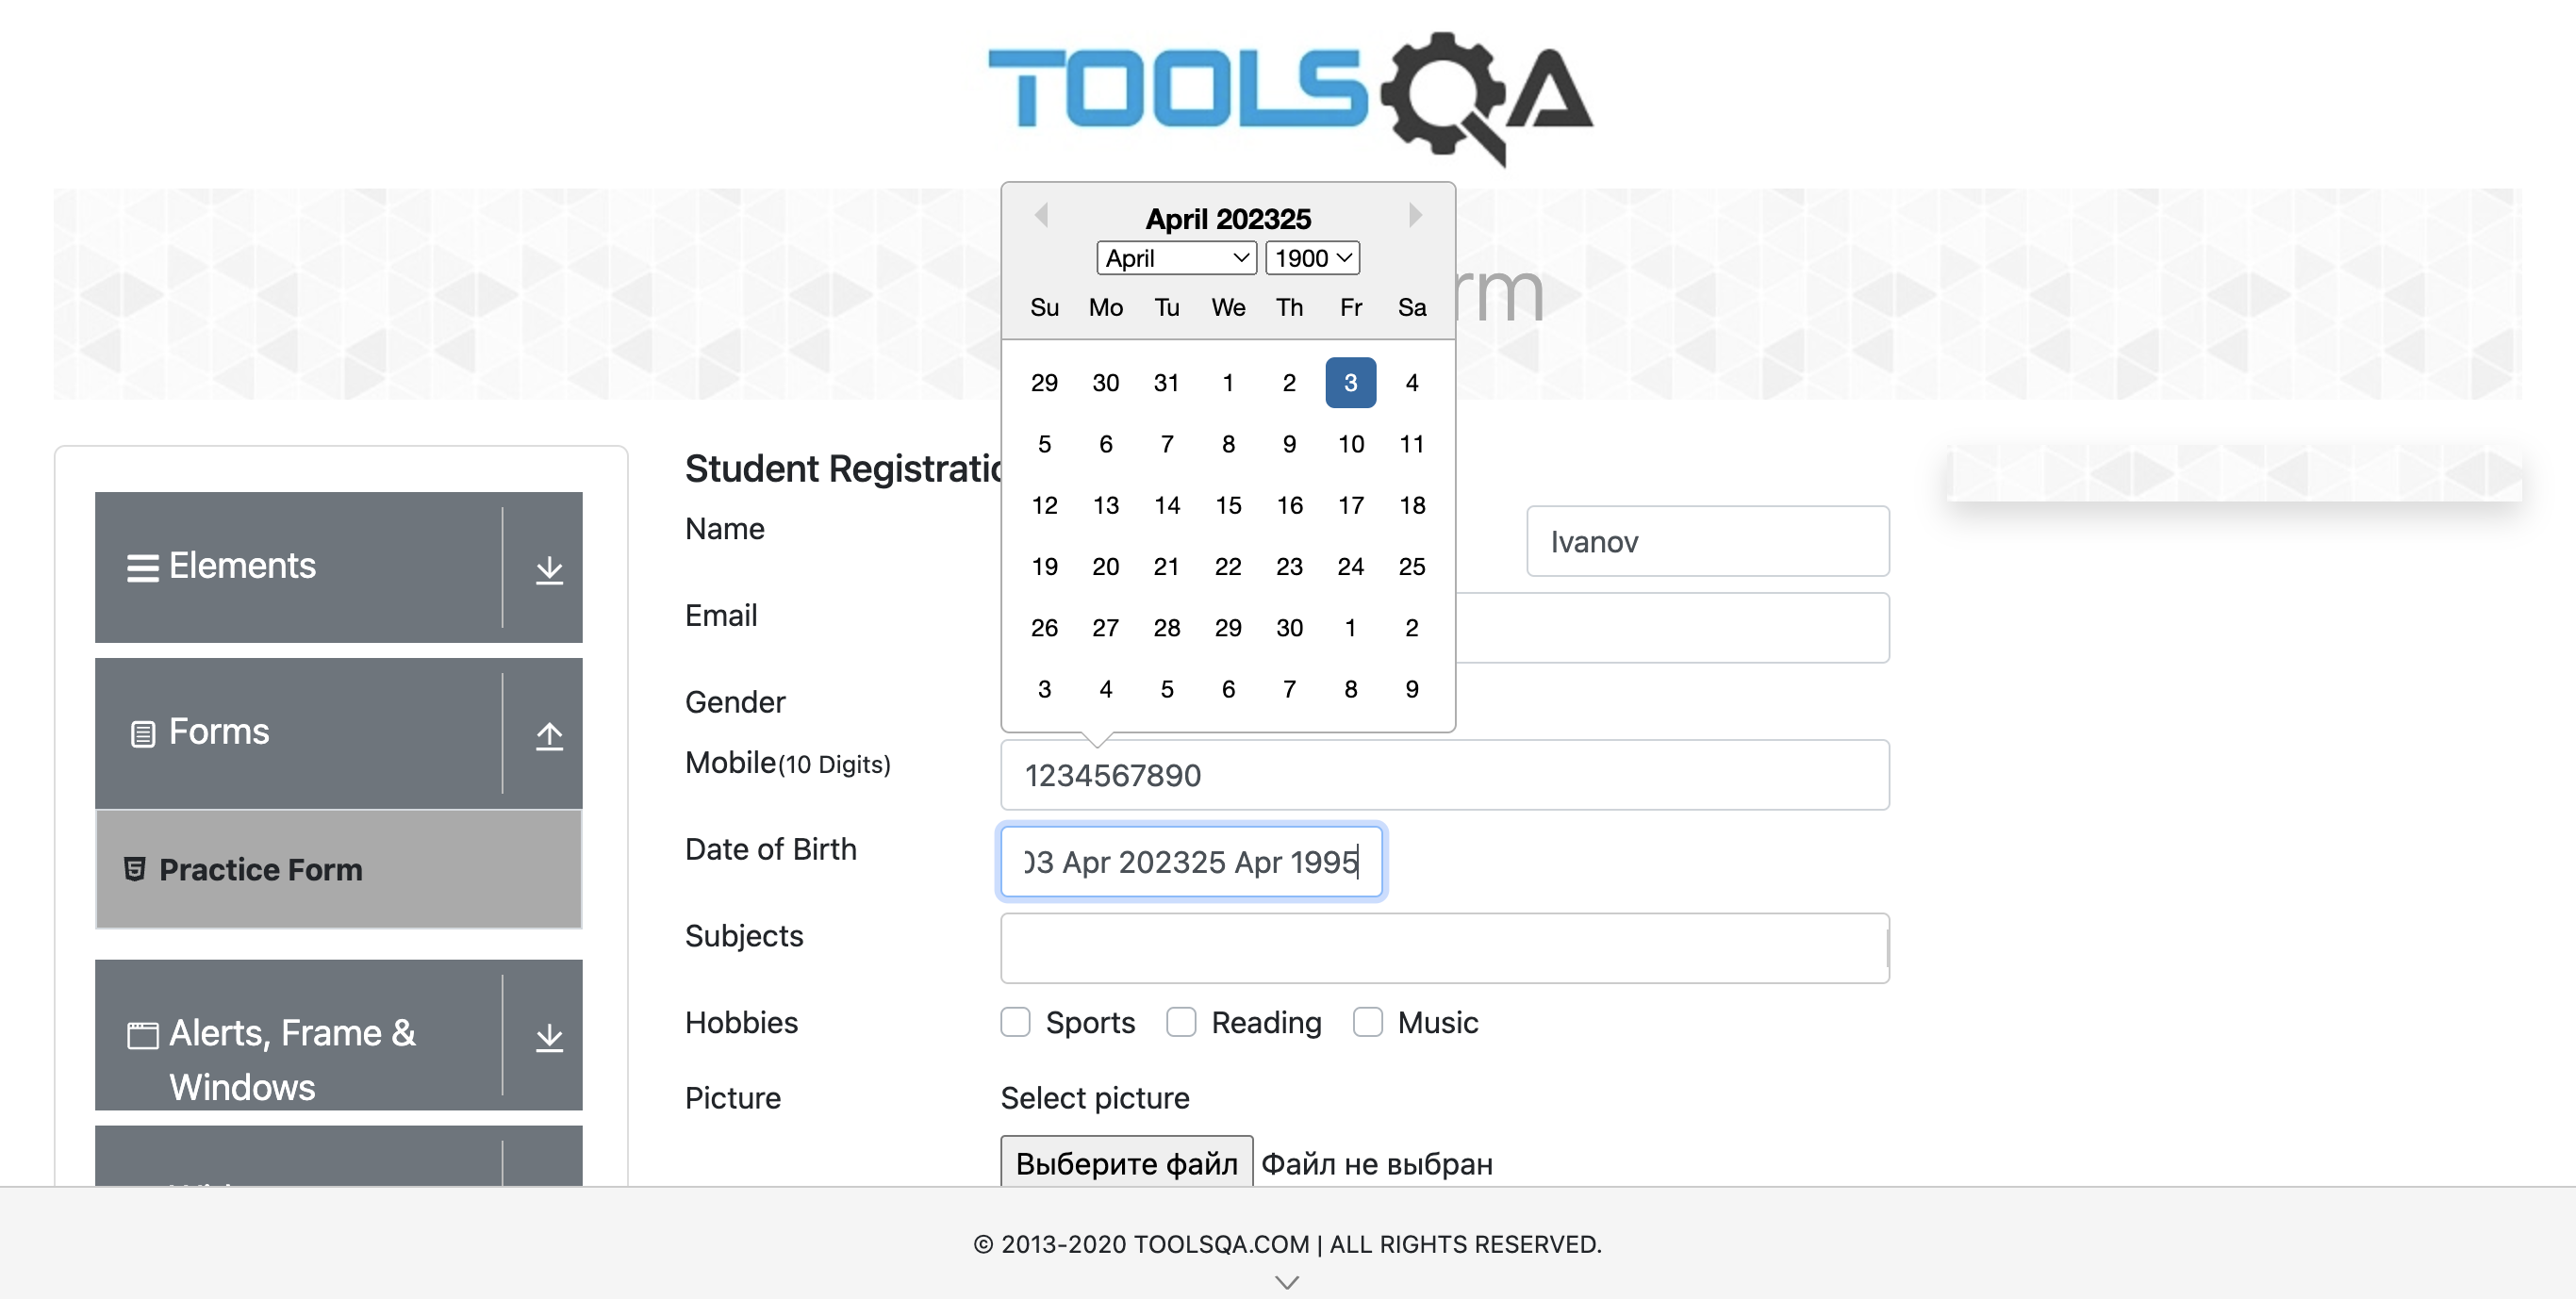 TOOLSQA
April 202325
April 1900
Su Mo Tu We Th Fr Sa
29 30 31 1 2 3 4
5 6 7 8 9 10 11
12 13 14 15 16 17 18
19 20 21 22 23 24 25
26 27 28 29 30 1 2
3 4 5 6 7 8 9
rm
Elements
Forms
Practice Form
Alerts, Frame &
Windows
Student Registratio
Name
Ivanov
Email
Gender
Mobile(10 Digits)
1234567890
Date of Birth
03 Apr 202325 Apr 1995
Subjects
Hobbies
Sports Reading Music
Picture
Select picture
Выберите файл Файл не выбран
© 2013-2020 TOOLSQA.COM | ALL RIGHTS RESERVED.